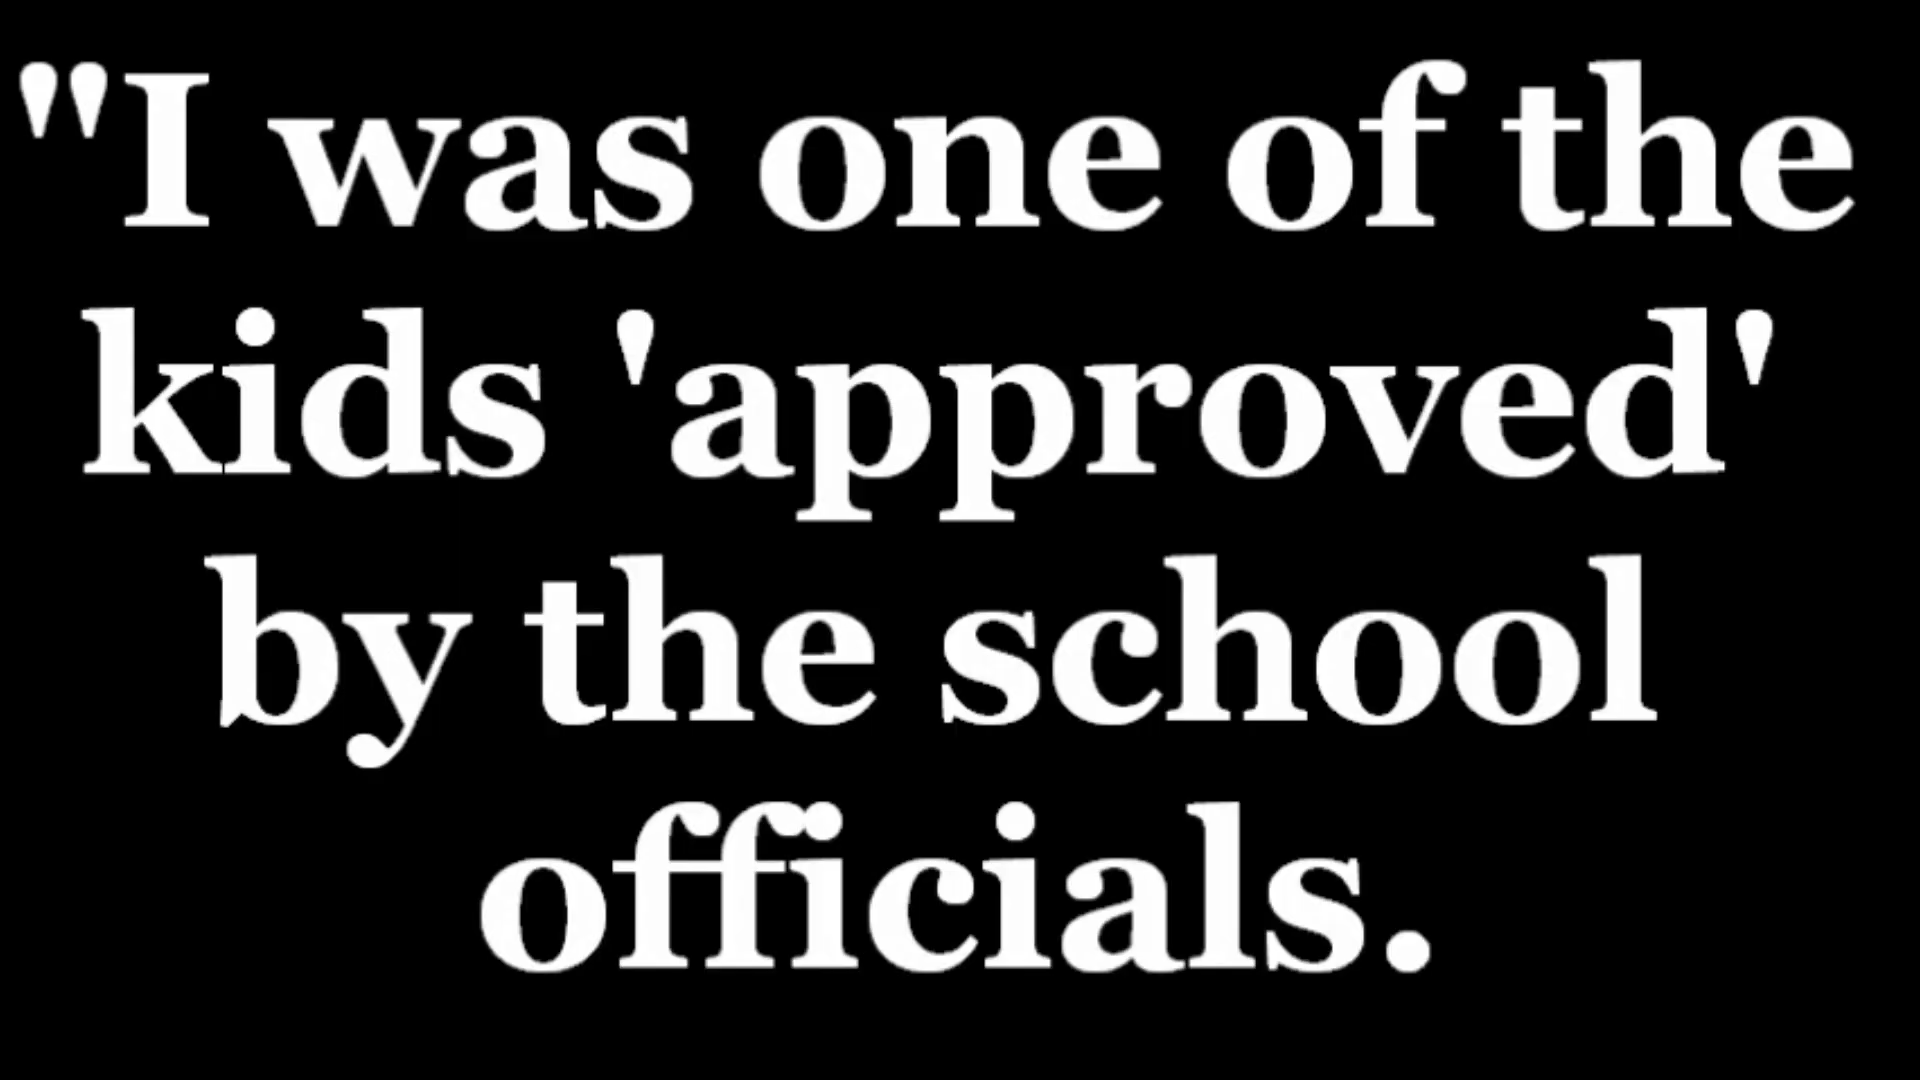 "I was one of the
kids 'approved'
by the school
officials.